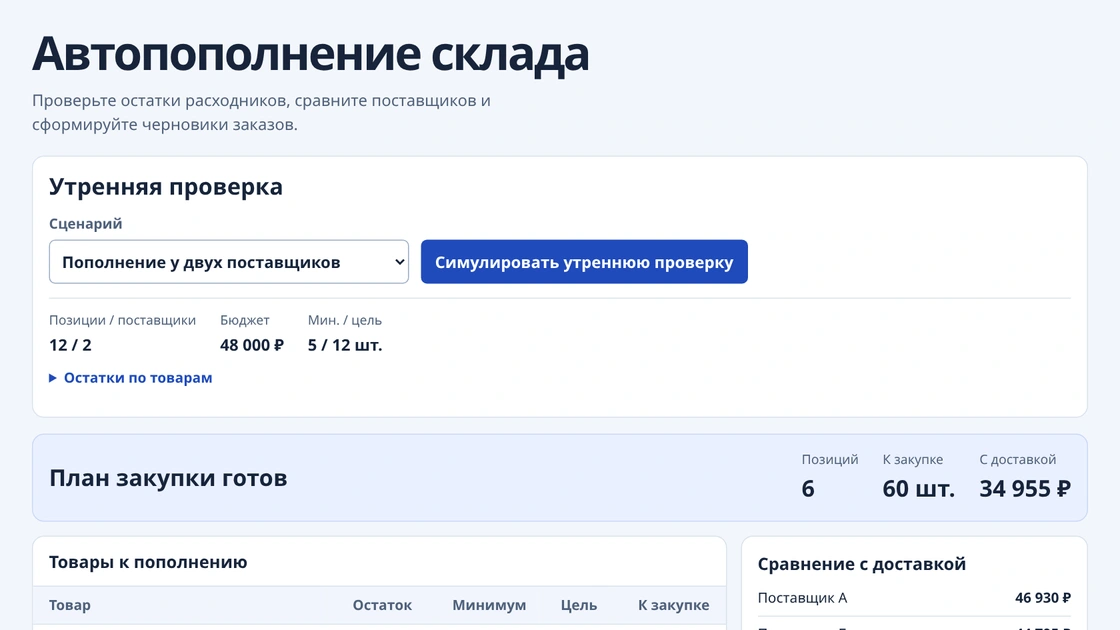 Автопополнение склада
Проверьте остатки расходников, сравните поставщиков и
сформируйте черновики заказов.
Утренняя проверка
Сценарий
Пополнение у двух поставщиков
Симулировать утреннюю проверку
Позиции / поставщики
Бюджет
Мин. / цель
12 / 2
48 000 ₽
5 / 12 шт.
Остатки по товарам
План закупки готов
Позиций
К закупке
С доставкой
6
60 шт.
34 955 ₽
Товары к пополнению
Товар
Остаток
Минимум
Цель
К закупке
Сравнение с доставкой
Поставщик А
46 930 ₽